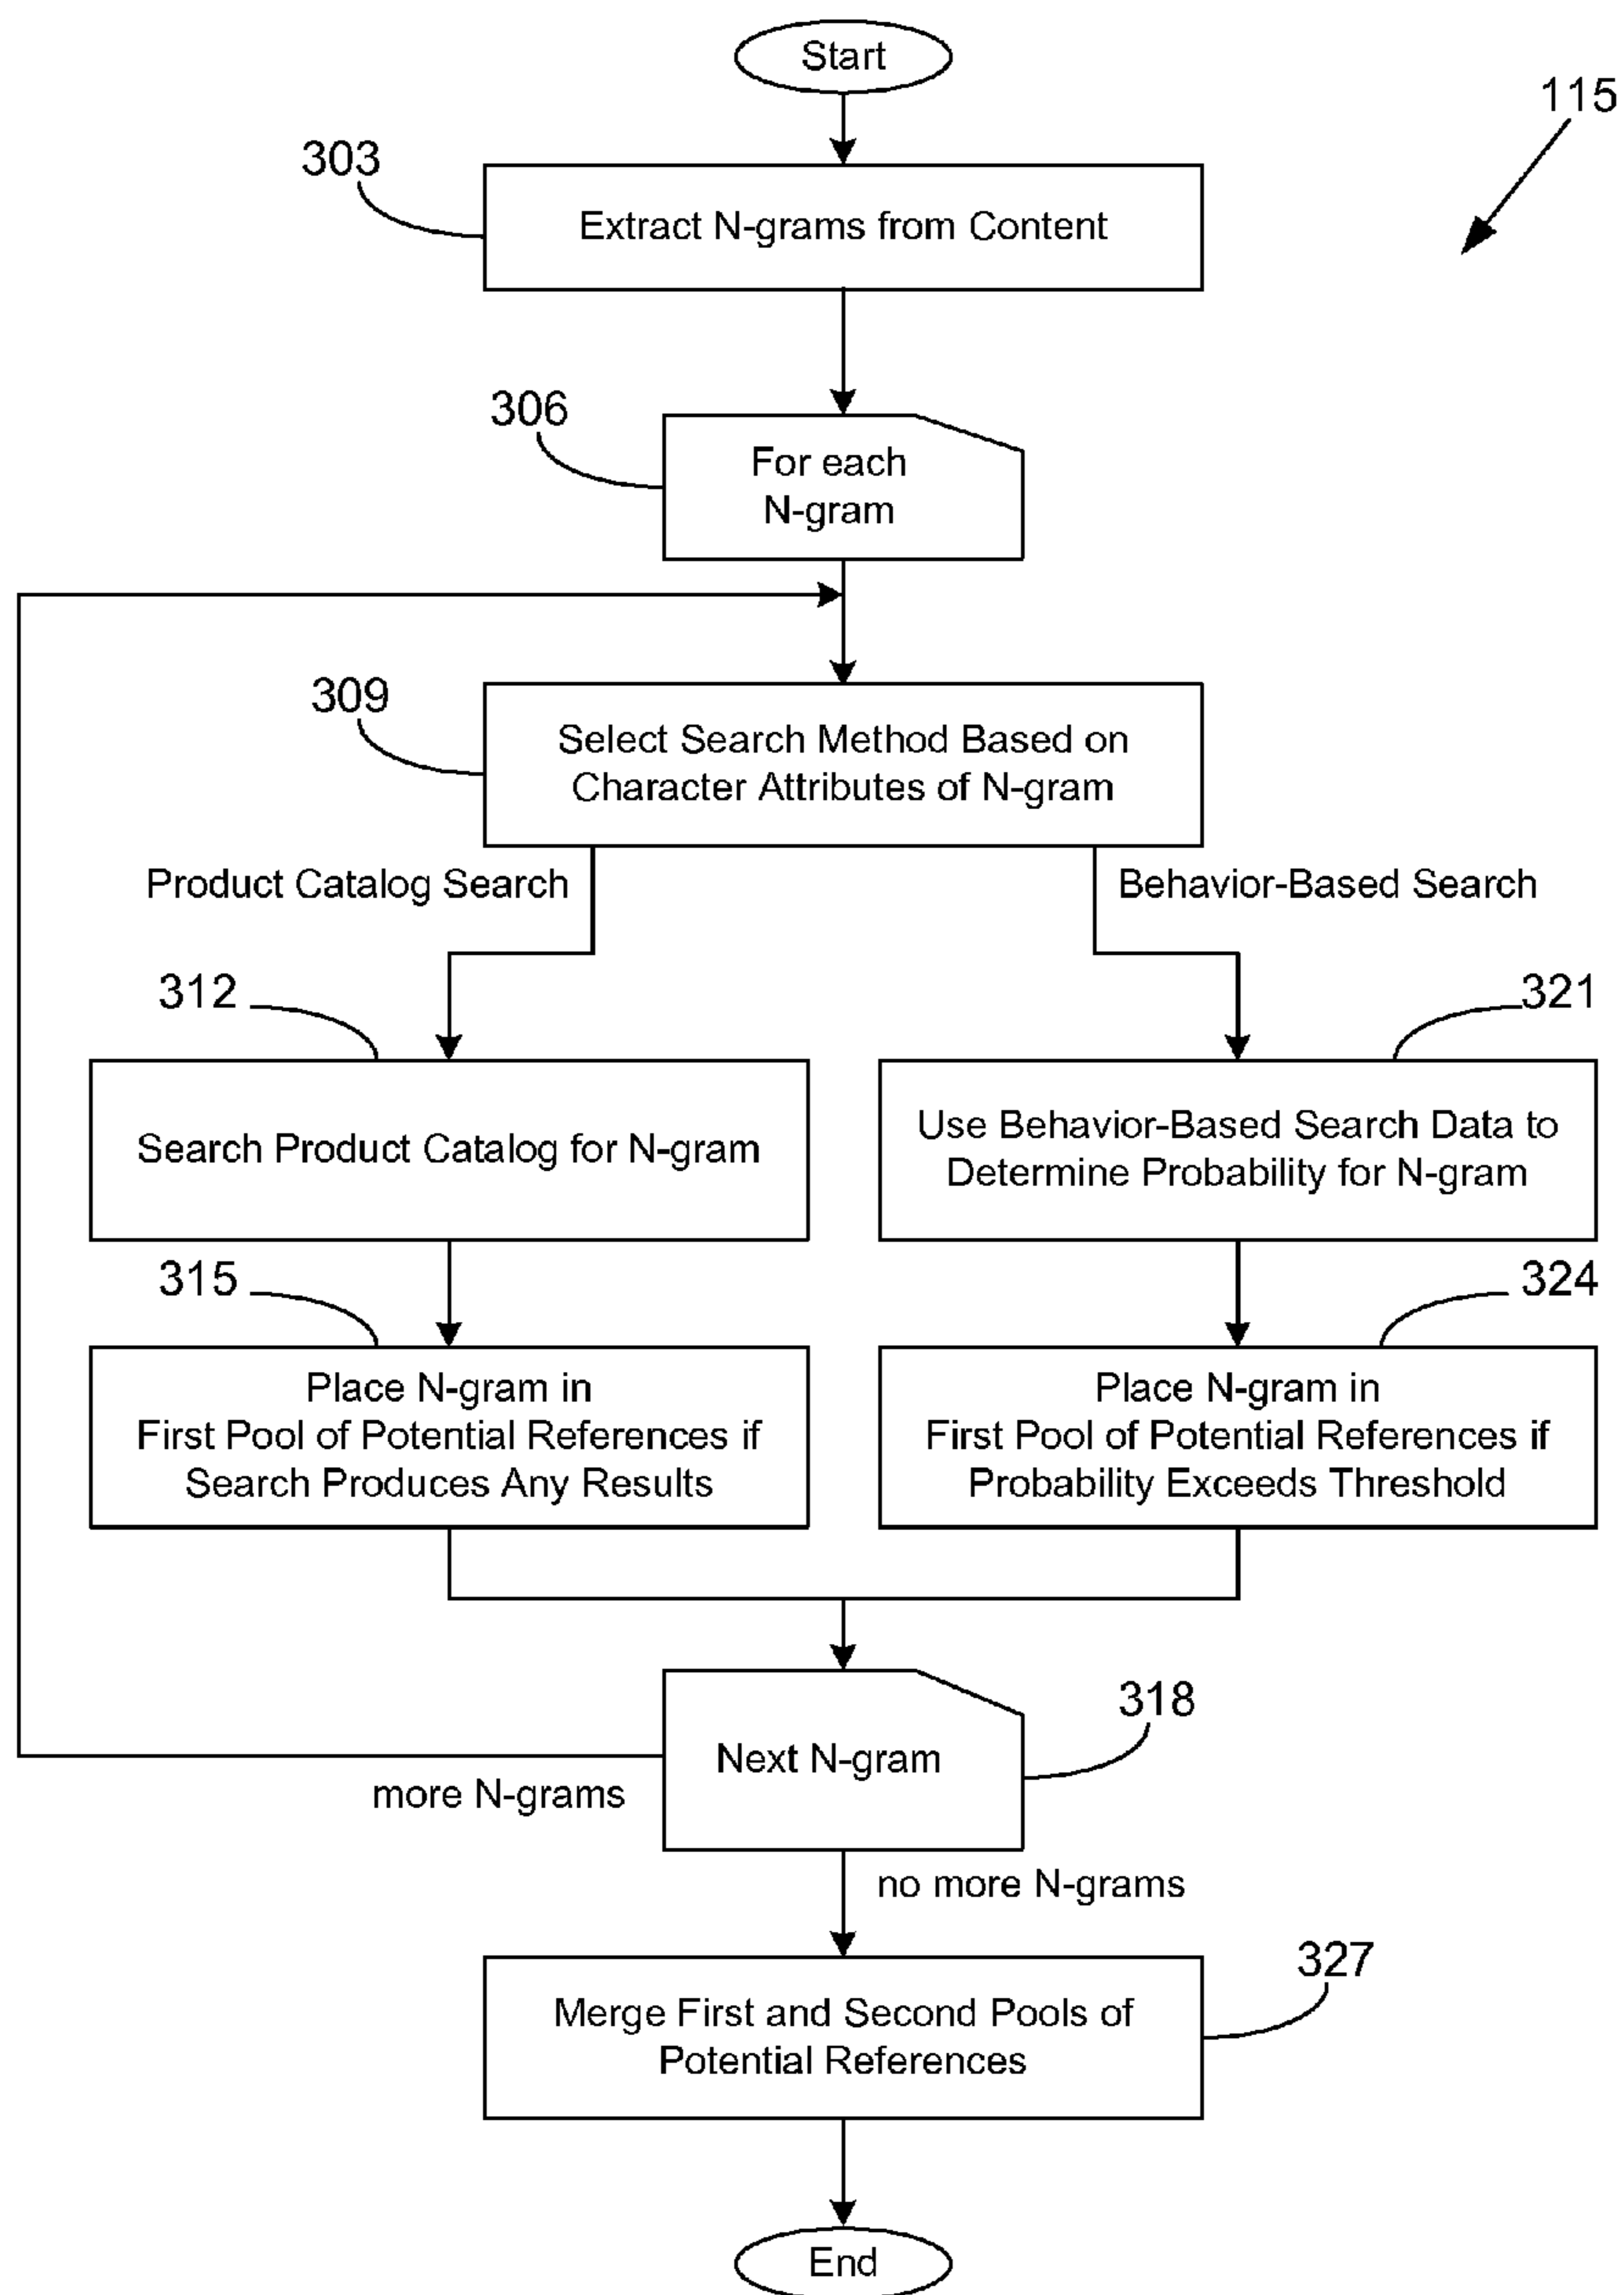 Start
115
303
Extract N-grams from Content
306
For each
N-gram
309
Select Search Method Based on
Character Attributes of N-gram
Product Catalog Search
Behavior-Based Search
312
321
Search Product Catalog for N-gram
Use Behavior-Based Search Data to
Determine Probability for N-gram
315
324
Place N-gram in
First Pool of Potential References if
Search Produces Any Results
Place N-gram in
First Pool of Potential References if
Probability Exceeds Threshold
318
Next N-gram
more N-grams
no more N-grams
327
Merge First and Second Pools of
Potential References
End